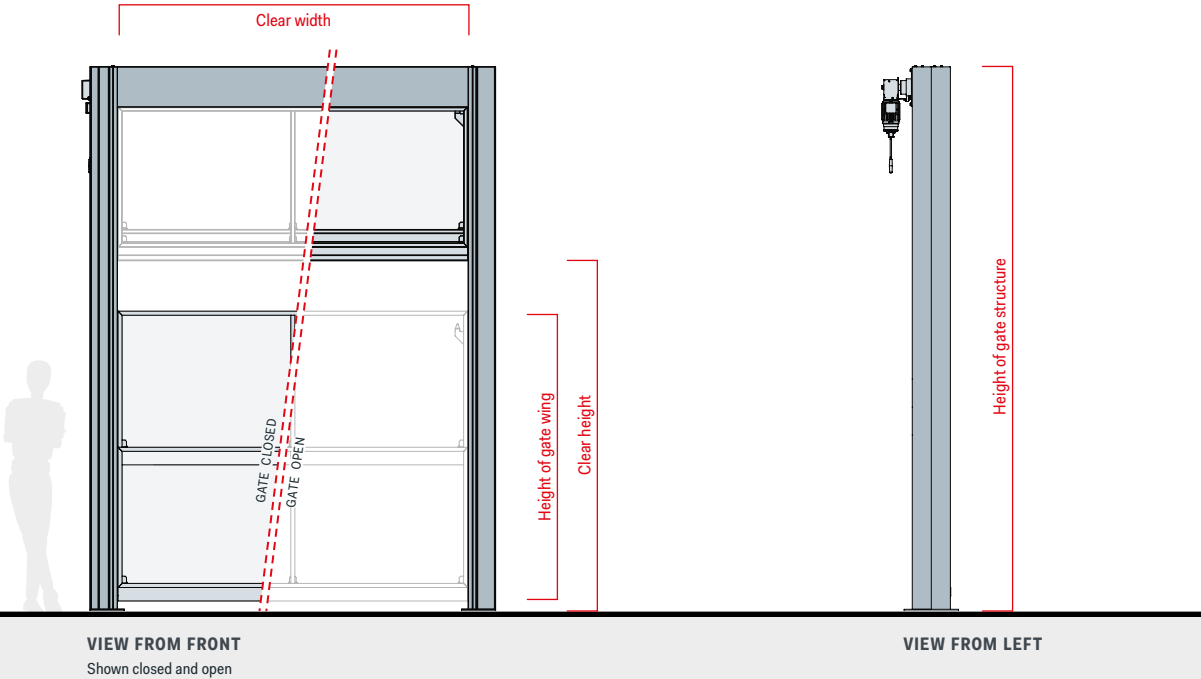 Clear width
Height of gate structure
Height of gate wing
Clear height
GATE CLOSED
GATE OPEN
VIEW FROM FRONT
Shown closed and open
VIEW FROM LEFT